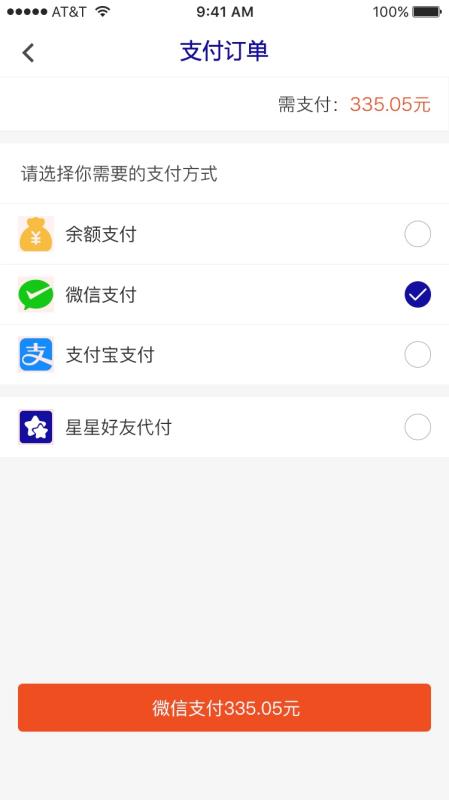 AT&T 9:41 AM 100%
支付订单
需支付：335.05元
请选择你需要的支付方式
¥ 余额支付
微信支付
支 支付宝支付
星星好友代付
微信支付335.05元